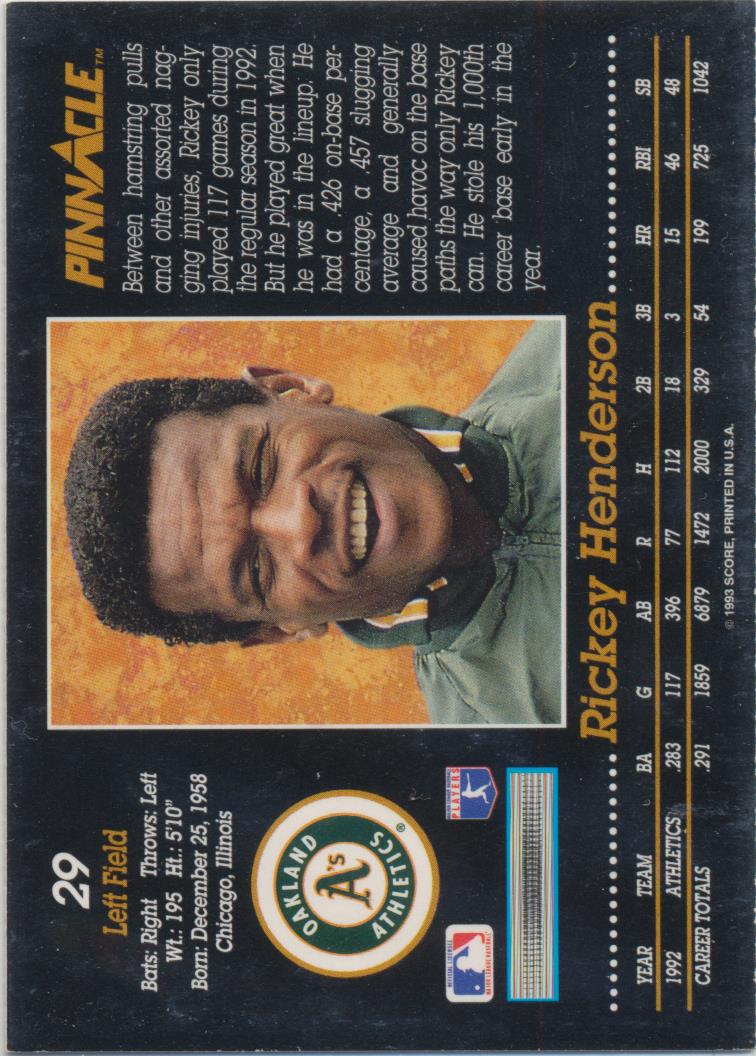 29
Left Field
Bats: Right Throws: Left
Wt.: 195 Ht.: 5'10"
Born: December 25, 1958
Chicago, Illinois
OAKLAND
A's
ATHLETICS
®
PINNACLE™
Between hamstring pulls
and other assorted nag-
ging injuries, Rickey only
played 117 games during
the regular season in 1992.
But he played great when
he was in the lineup. He
had a .426 on-base per-
centage, a .457 slugging
average and generally
caused havoc on the base
paths the way only Rickey
can. He stole his 1,000th
career base early in the
year.
PLAYERS
Rickey Henderson
YEAR TEAM BA G AB R H 2B 3B HR RBI SB
1992 ATHLETICS .283 117 396 77 112 18 3 15 46 48
CAREER TOTALS .291 1859 6879 1472 2000 329 54 199 725 1042
© 1993 SCORE, PRINTED IN U.S.A.